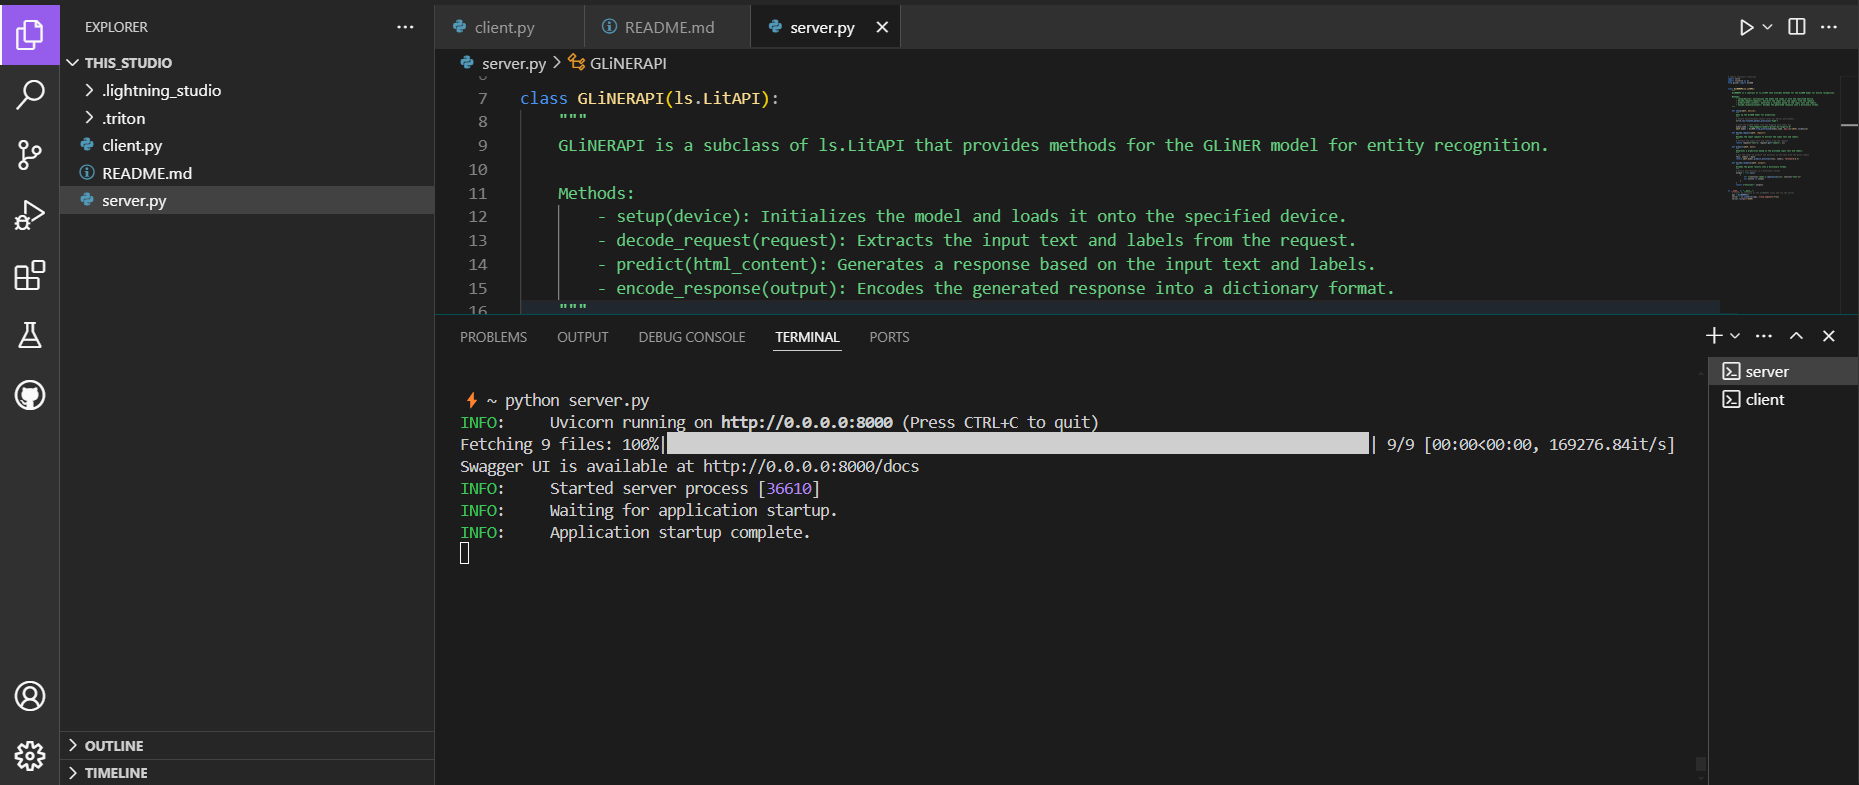 EXPLORER
THIS_STUDIO
.lightning_studio
.triton
client.py
README.md
server.py
OUTLINE
TIMELINE
client.py README.md server.py
server.py > GLiNERAPI
6
7 class GLiNERAPI(ls.LitAPI):
8 """
9 GLiNERAPI is a subclass of ls.LitAPI that provides methods for the GLiNER model for entity recognition.
10
11 Methods:
12 - setup(device): Initializes the model and loads it onto the specified device.
13 - decode_request(request): Extracts the input text and labels from the request.
14 - predict(html_content): Generates a response based on the input text and labels.
15 - encode_response(output): Encodes the generated response into a dictionary format.
16 """
PROBLEMS OUTPUT DEBUG CONSOLE TERMINAL PORTS
~ python server.py
INFO: Uvicorn running on http://0.0.0.0:8000 (Press CTRL+C to quit)
Fetching 9 files: 100%| | 9/9 [00:00<00:00, 169276.84it/s]
Swagger UI is available at http://0.0.0.0:8000/docs
INFO: Started server process [36610]
INFO: Waiting for application startup.
INFO: Application startup complete.
server
client